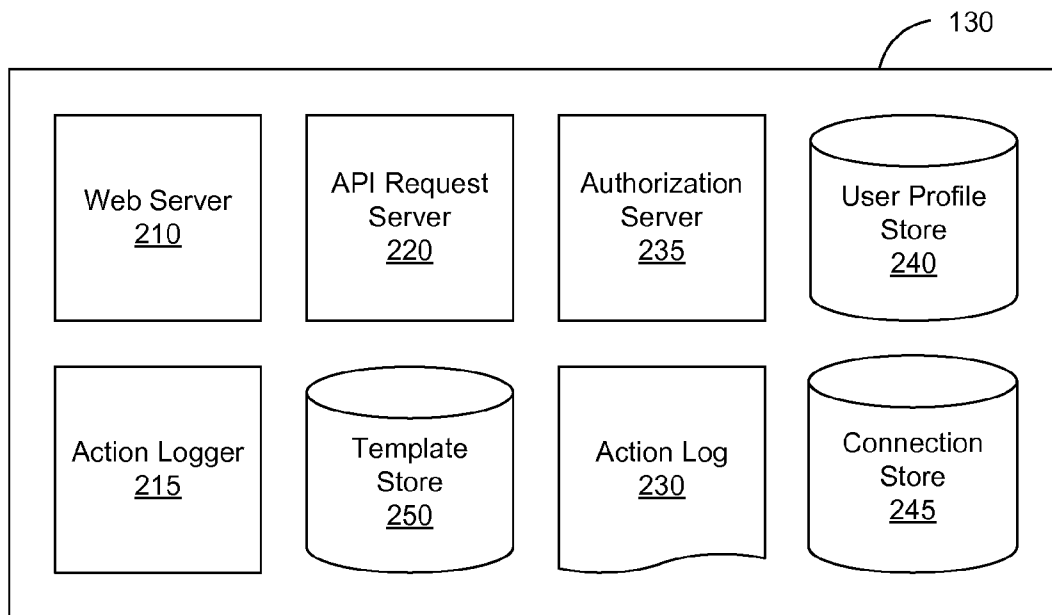 130
Web Server
210
API Request
Server
220
Authorization
Server
235
User Profile
Store
240
Action Logger
215
Template
Store
250
Action Log
230
Connection
Store
245